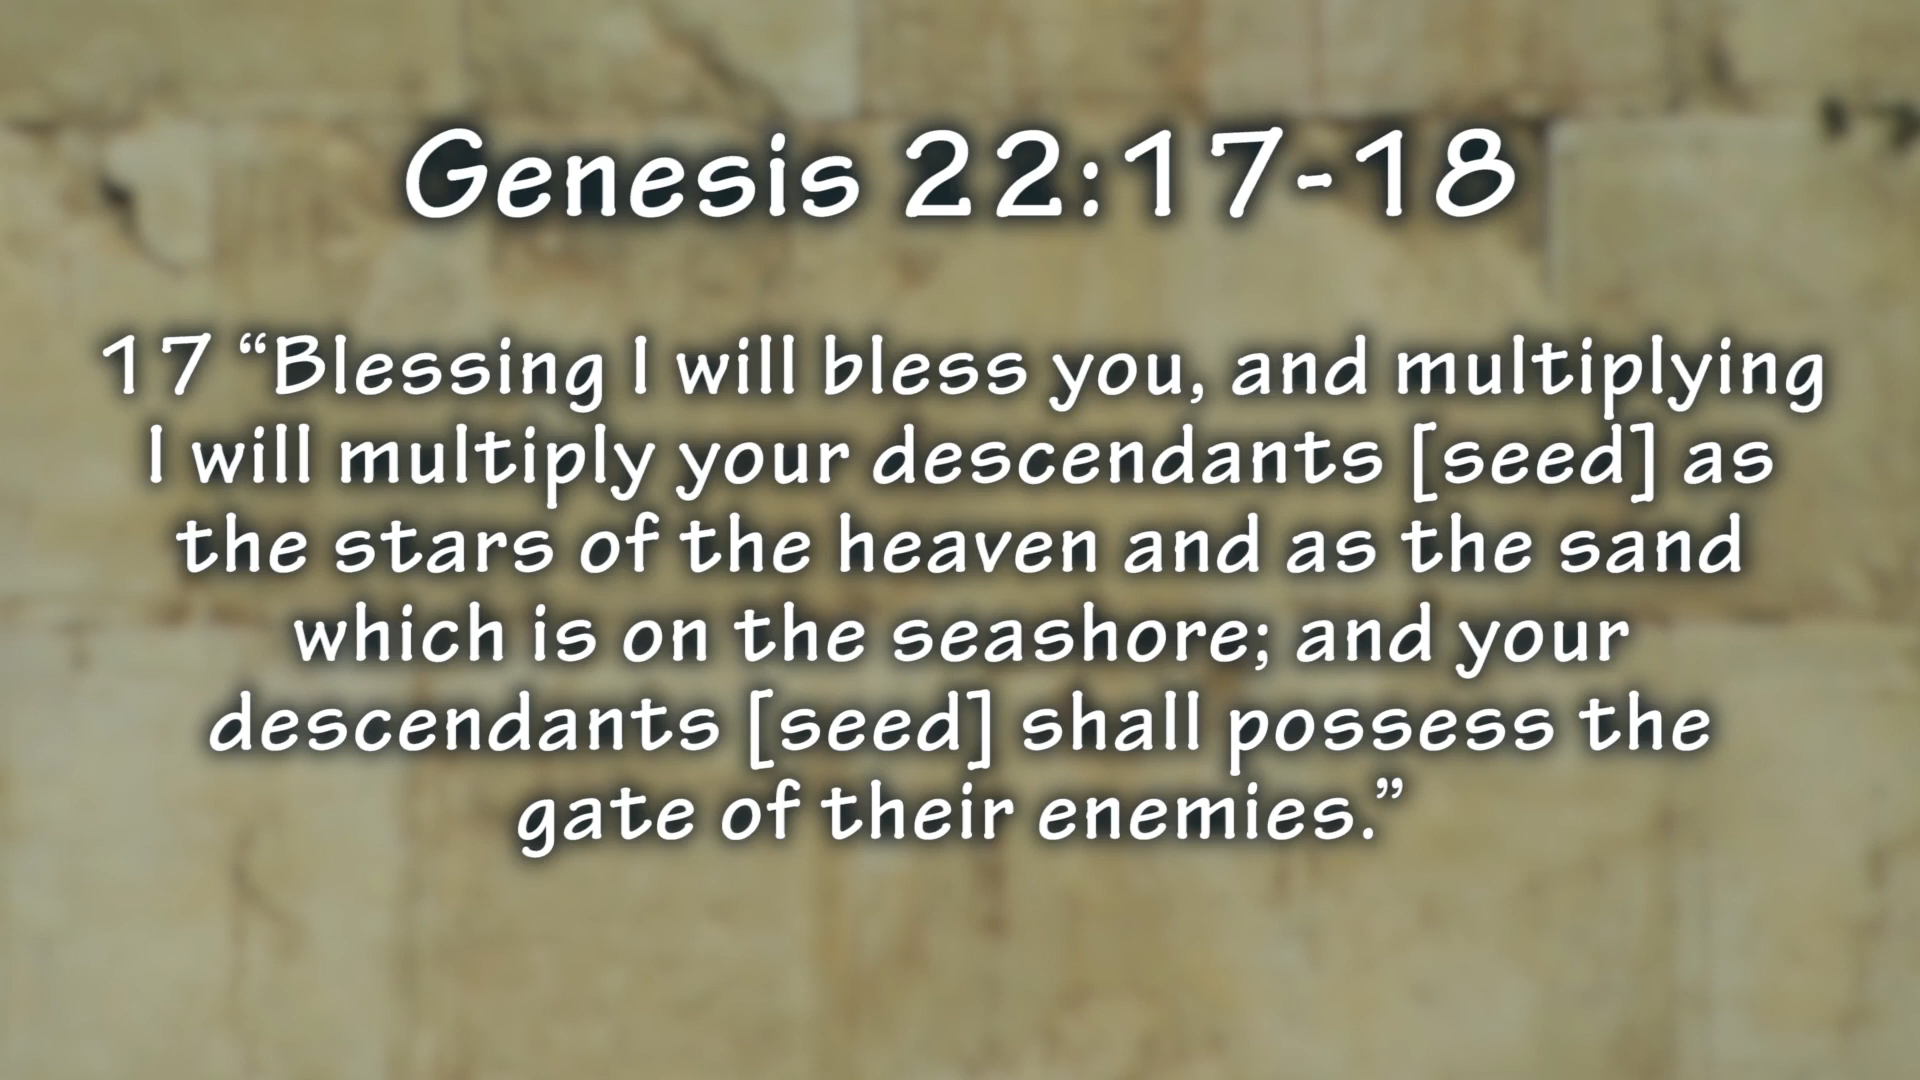 Genesis 22:17-18
17 “Blessing I will bless you, and multiplying
I will multiply your descendants [seed] as
the stars of the heaven and as the sand
which is on the seashore; and your
descendants [seed] shall possess the
gate of their enemies.”